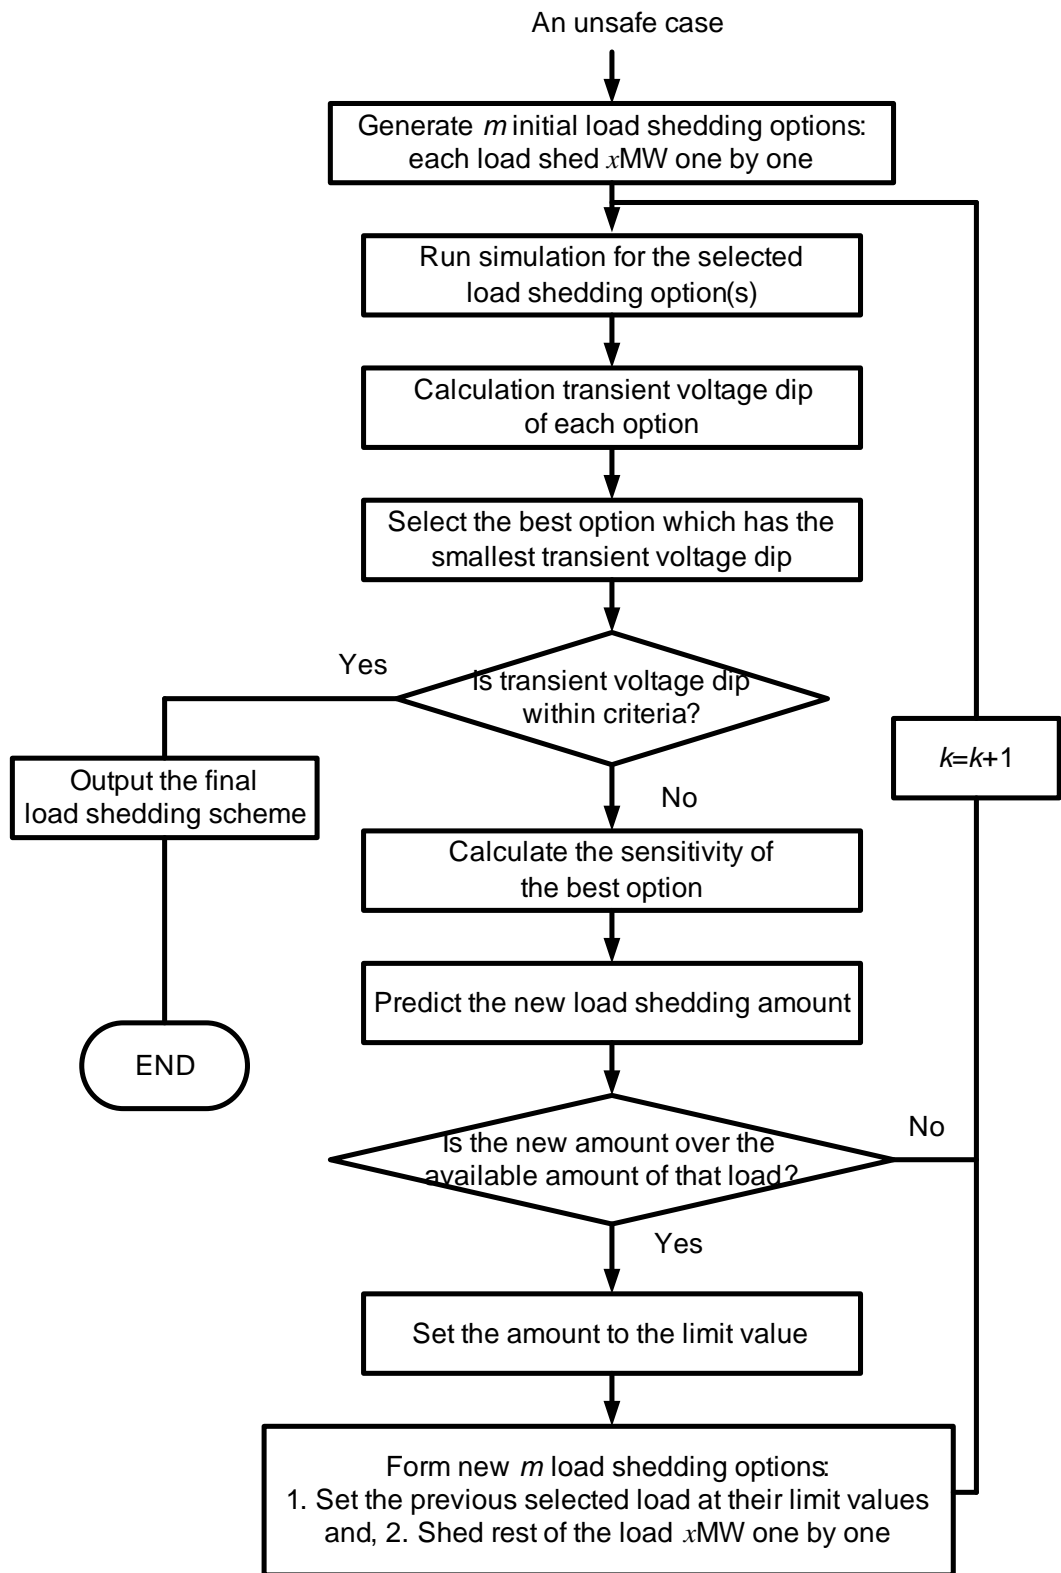 An unsafe case
Generate m initial load shedding options:
each load shed xMW one by one
Run simulation for the selected
load shedding option(s)
Calculation transient voltage dip
of each option
Select the best option which has the
smallest transient voltage dip
Yes
Is transient voltage dip
within criteria?
k=k+1
Output the final
load shedding scheme
No
Calculate the sensitivity of
the best option
Predict the new load shedding amount
END
No
Is the new amount over the
available amount of that load?
Yes
Set the amount to the limit value
Form new m load shedding options:
1. Set the previous selected load at their limit values
and, 2. Shed rest of the load xMW one by one